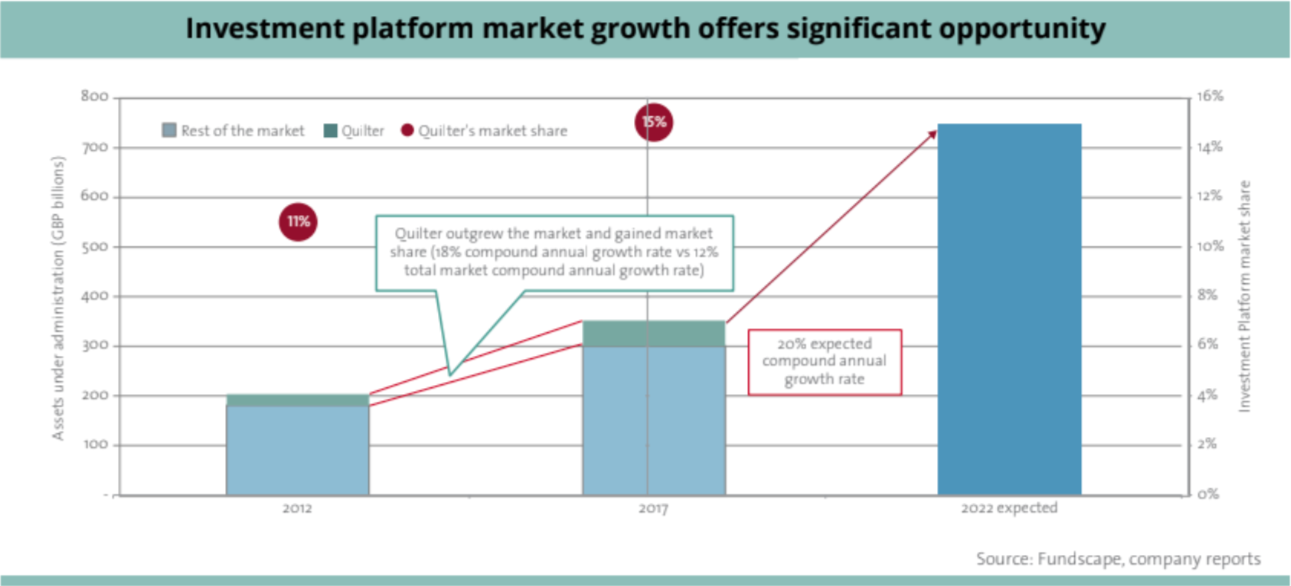 Investment platform market growth offers significant opportunity
800
700
600
500
400
300
200
100
-
Assets under administration (GBP billions)
Rest of the market
Quilter
Quilter's market share
11%
15%
Quilter outgrew the market and gained market
share (18% compound annual growth rate vs 12%
total market compound annual growth rate)
20% expected
compound annual
growth rate
16%
14%
12%
10%
8%
6%
4%
2%
0%
Investment Platform market share
2012
2017
2022 expected
Source: Fundscape, company reports